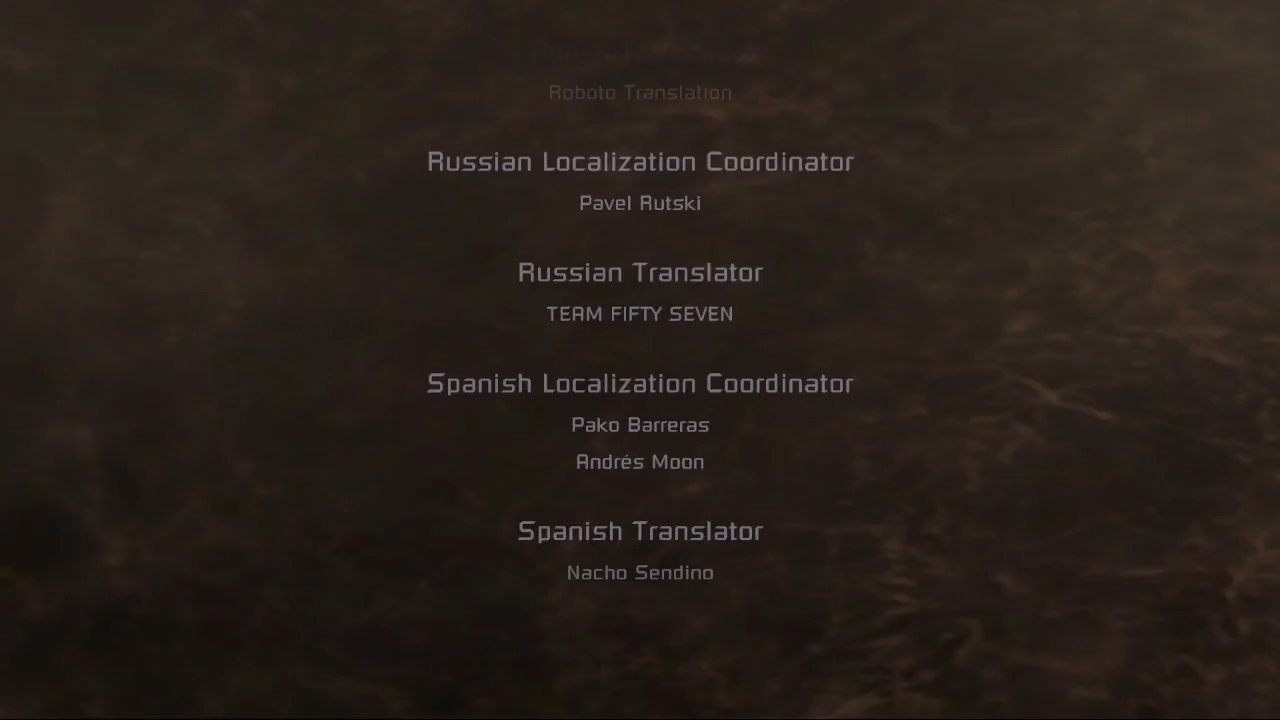 Roboto Translation
Russian Localization Coordinator
Pavel Rutski
Russian Translator
TEAM FIFTY SEVEN
Spanish Localization Coordinator
Pako Barreras
Andrés Moon
Spanish Translator
Nacho Sendino